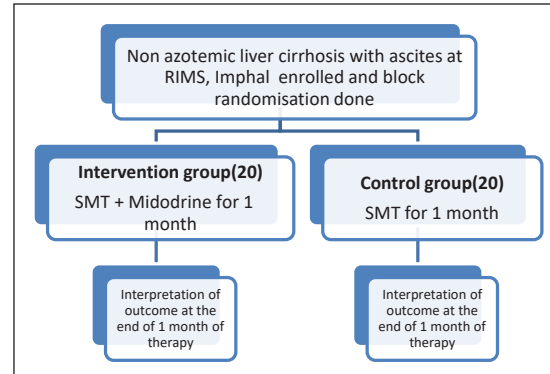 Non azotemic liver cirrhosis with ascites at
RIMS, Imphal enrolled and block
randomisation done
Intervention group(20)
SMT + Midodrine for 1
month
Control group(20)
SMT for 1 month
Interpretation of
outcome at the
end of 1 month of
therapy
Interpretation of
outcome at the
end of 1 month of
therapy